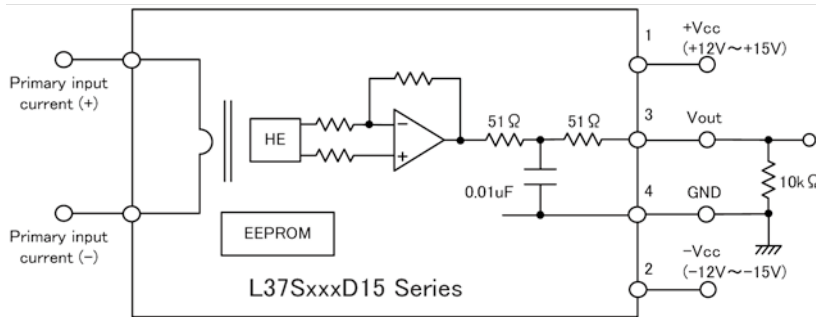 1
+Vcc
(+12V～+15V)
Primary input
current (+)
HE
−
+
51Ω
51Ω
3
Vout
0.01uF
10kΩ
4
GND
Primary input
current (−)
EEPROM
2
−Vcc
(−12V～−15V)
L37SxxxD15 Series